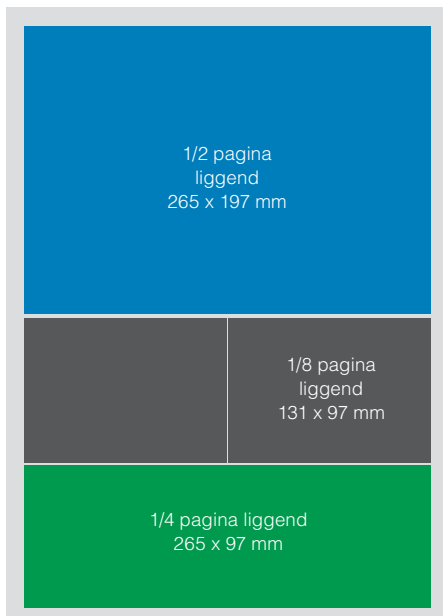 1/2 pagina
liggend
265 x 197 mm
1/8 pagina
liggend
131 x 97 mm
1/4 pagina liggend
265 x 97 mm